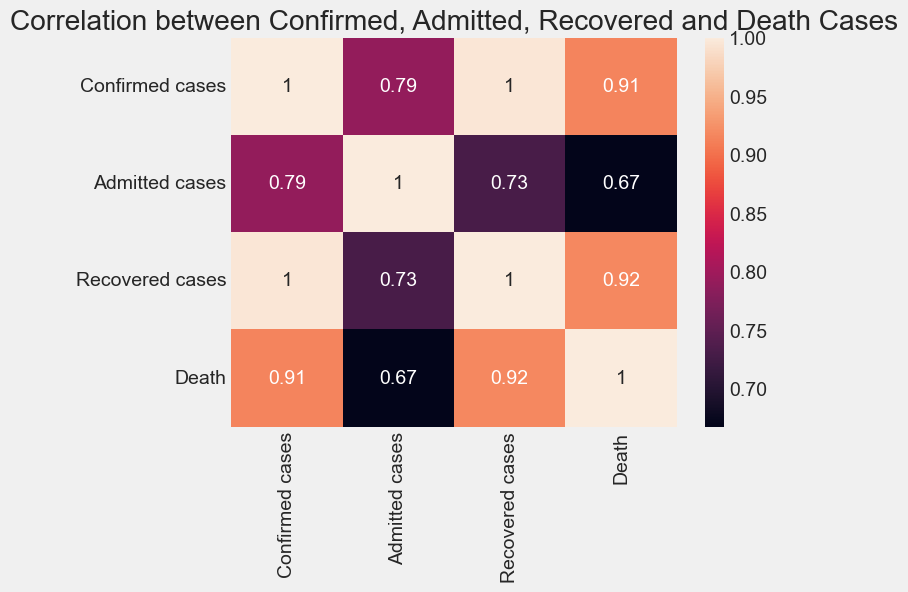 Correlation between Confirmed, Admitted, Recovered and Death Cases
Confirmed cases 1 0.79 1 0.91
Admitted cases 0.79 1 0.73 0.67
Recovered cases 1 0.73 1 0.92
Death 0.91 0.67 0.92 1
Confirmed cases
Admitted cases
Recovered cases
Death
1.00
0.95
0.90
0.85
0.80
0.75
0.70